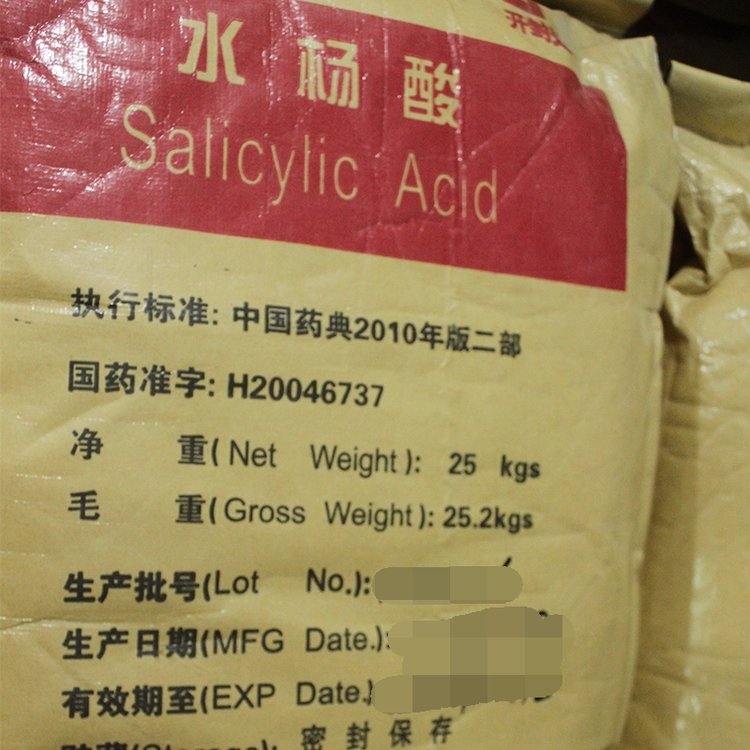 水杨酸
Salicylic Acid
执行标准: 中国药典2010年版二部
国药准字: H20046737
净 重(Net Weight): 25 kgs
毛 重(Gross Weight): 25.2kgs
生产批号(Lot No.):
生产日期(MFG Date.):
有效期至(EXP Date.)
贮藏(Storage): 密封保存